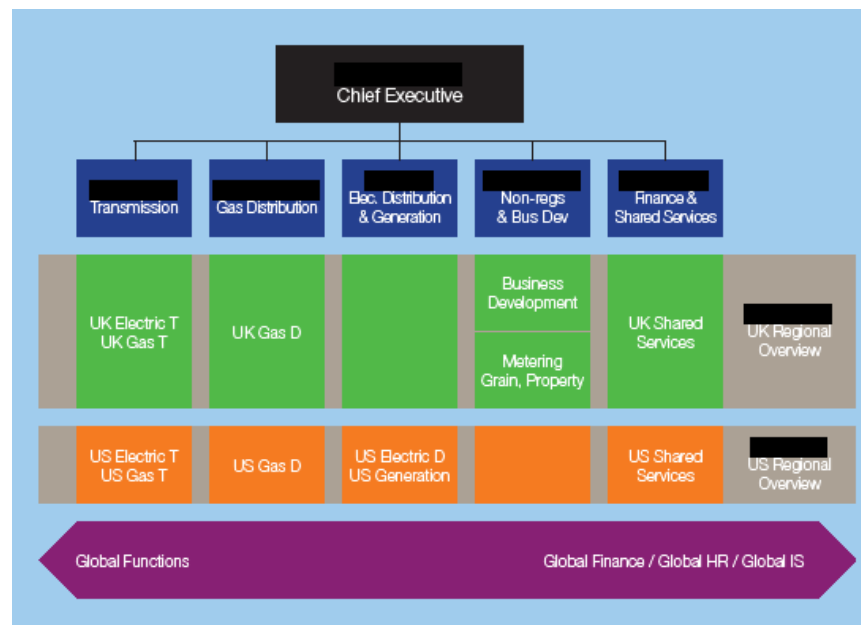 Chief Executive
Transmission
Gas Distribution
Elec. Distribution
& Generation
Non-regs
& Bus Dev
Finance &
Shared Services
UK Electric T
UK Gas T
UK Gas D
Business
Development
Metering
Grain, Property
UK Shared
Services
UK Regional
Overview
US Electric T
US Gas T
US Gas D
US Electric D
US Generation
US Shared
Services
US Regional
Overview
Global Functions
Global Finance / Global HR / Global IS